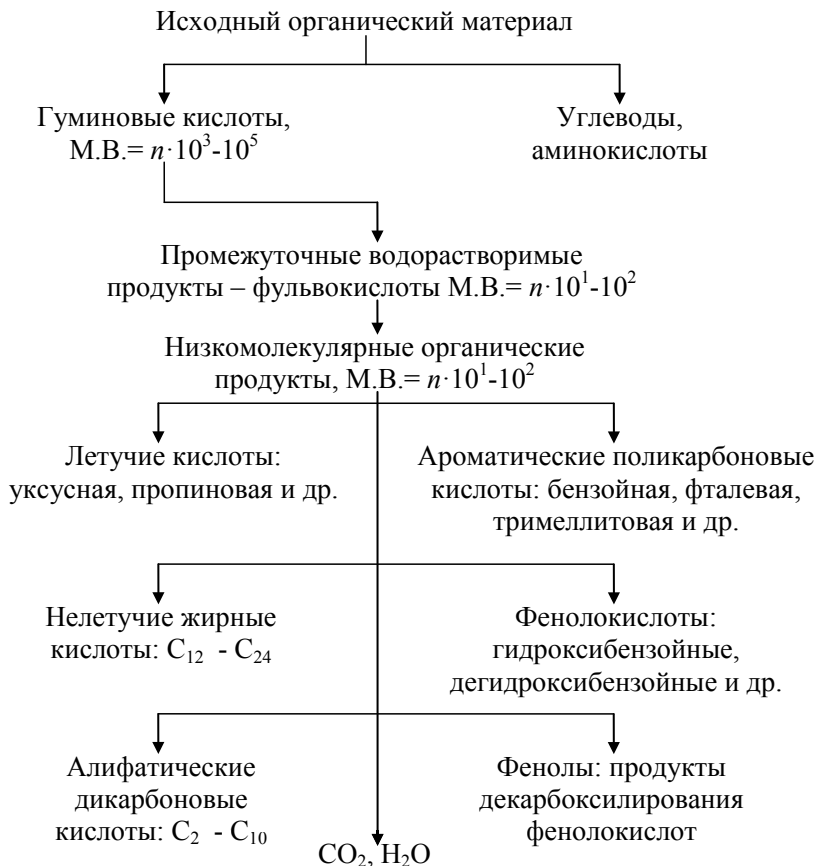 Исходный органический материал
Гуминовые кислоты,
М.В.= n·10³-10⁵
Углеводы,
аминокислоты
Промежуточные водорастворимые
продукты – фульвокислоты М.В.= n·10¹-10²
Низкомолекулярные органические
продукты, М.В.= n·10¹-10²
Летучие кислоты:
уксусная, пропиновая и др.
Ароматические поликарбоновые
кислоты: бензойная, фталевая,
тримеллитовая и др.
Нелетучие жирные
кислоты: C₁₂ - C₂₄
Фенолокислоты:
гидроксибензойные,
дегидроксибензойные и др.
Алифатические
дикарбоновые
кислоты: C₂ - C₁₀
Фенолы: продукты
декарбоксилирования
фенолокислот
CO₂, H₂O